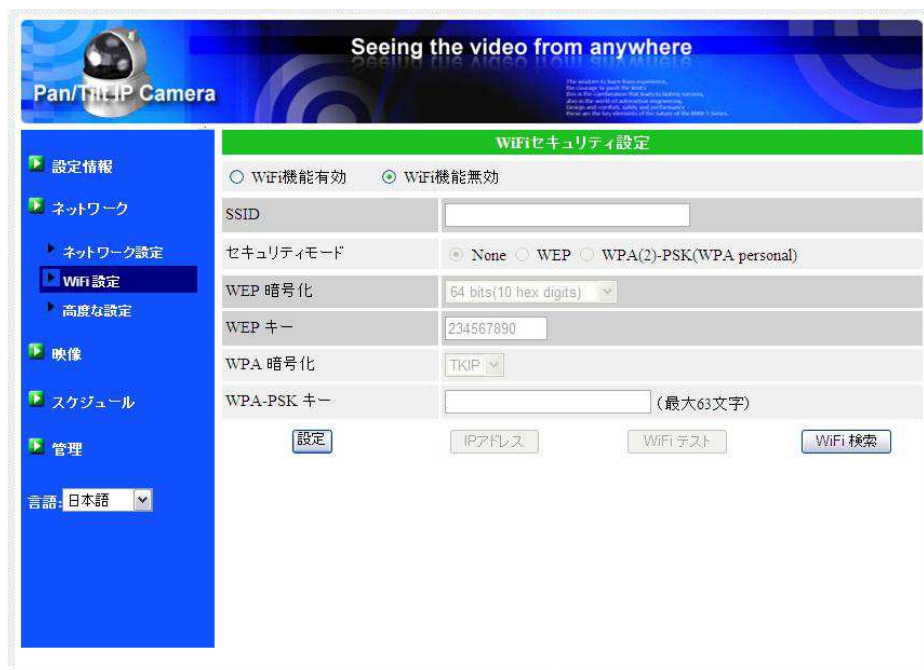 Seeing the video from anywhere
Pan/Tilt IP Camera
設定情報
ネットワーク
ネットワーク設定
WiFi 設定
高度な設定
映像
スケジュール
管理
言語: 日本語
WiFiセキュリティ設定
WiFi機能有効 WiFi機能無効
SSID
セキュリティモード None WEP WPA(2)-PSK(WPA personal)
WEP 暗号化 64 bits(10 hex digits)
WEP キー 234567890
WPA 暗号化 TKIP
WPA-PSK キー (最大63文字)
設定 IPアドレス WiFi テスト WiFi 検索